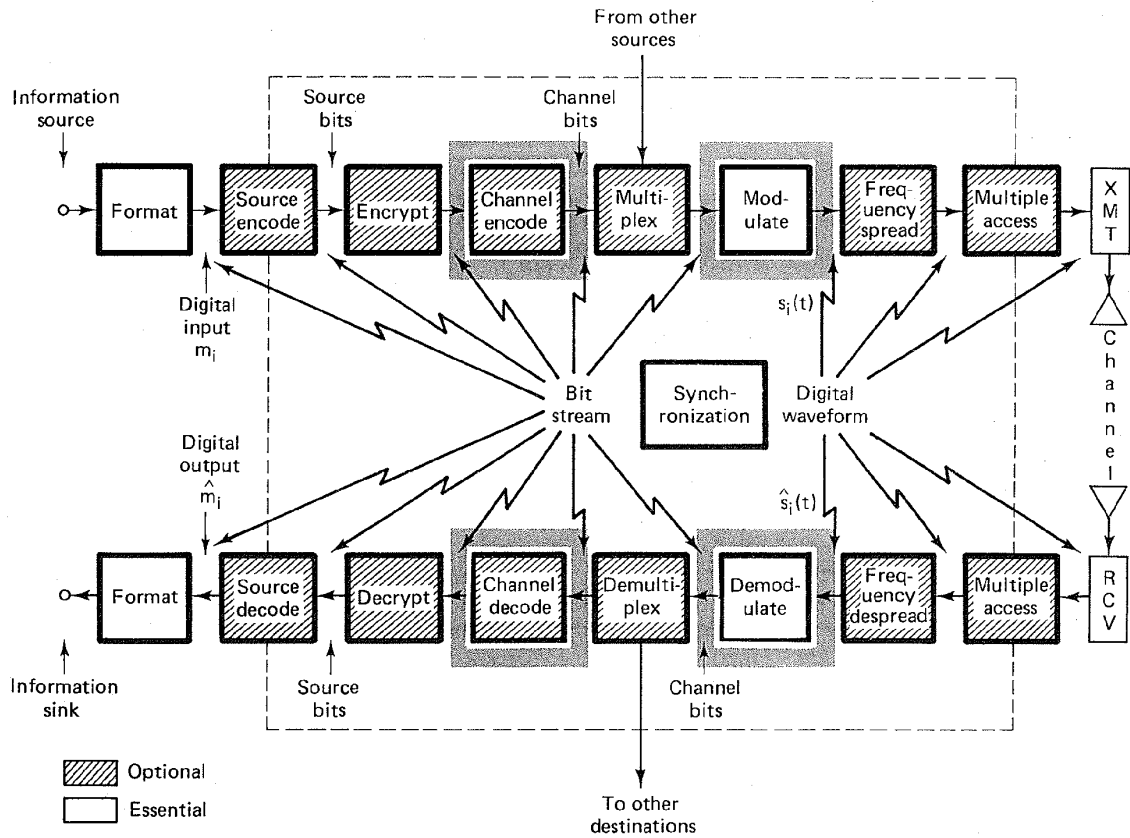 From other
sources
Information
source
Source
bits
Channel
bits
Format
Source
encode
Encrypt
Channel
encode
Multi-
plex
Mod-
ulate
Freq-
uency
spread
Multiple
access
X
M
T
Digital
input
m_i
s_i(t)
Bit
stream
Synch-
ronization
Digital
waveform
C
h
a
n
n
e
l
Digital
output
m̂_i
ŝ_i(t)
Format
Source
decode
Decrypt
Channel
decode
Demulti-
plex
Demod-
ulate
Freq-
uency
despread
Multiple
access
R
C
V
Information
sink
Source
bits
Channel
bits
Optional
Essential
To other
destinations